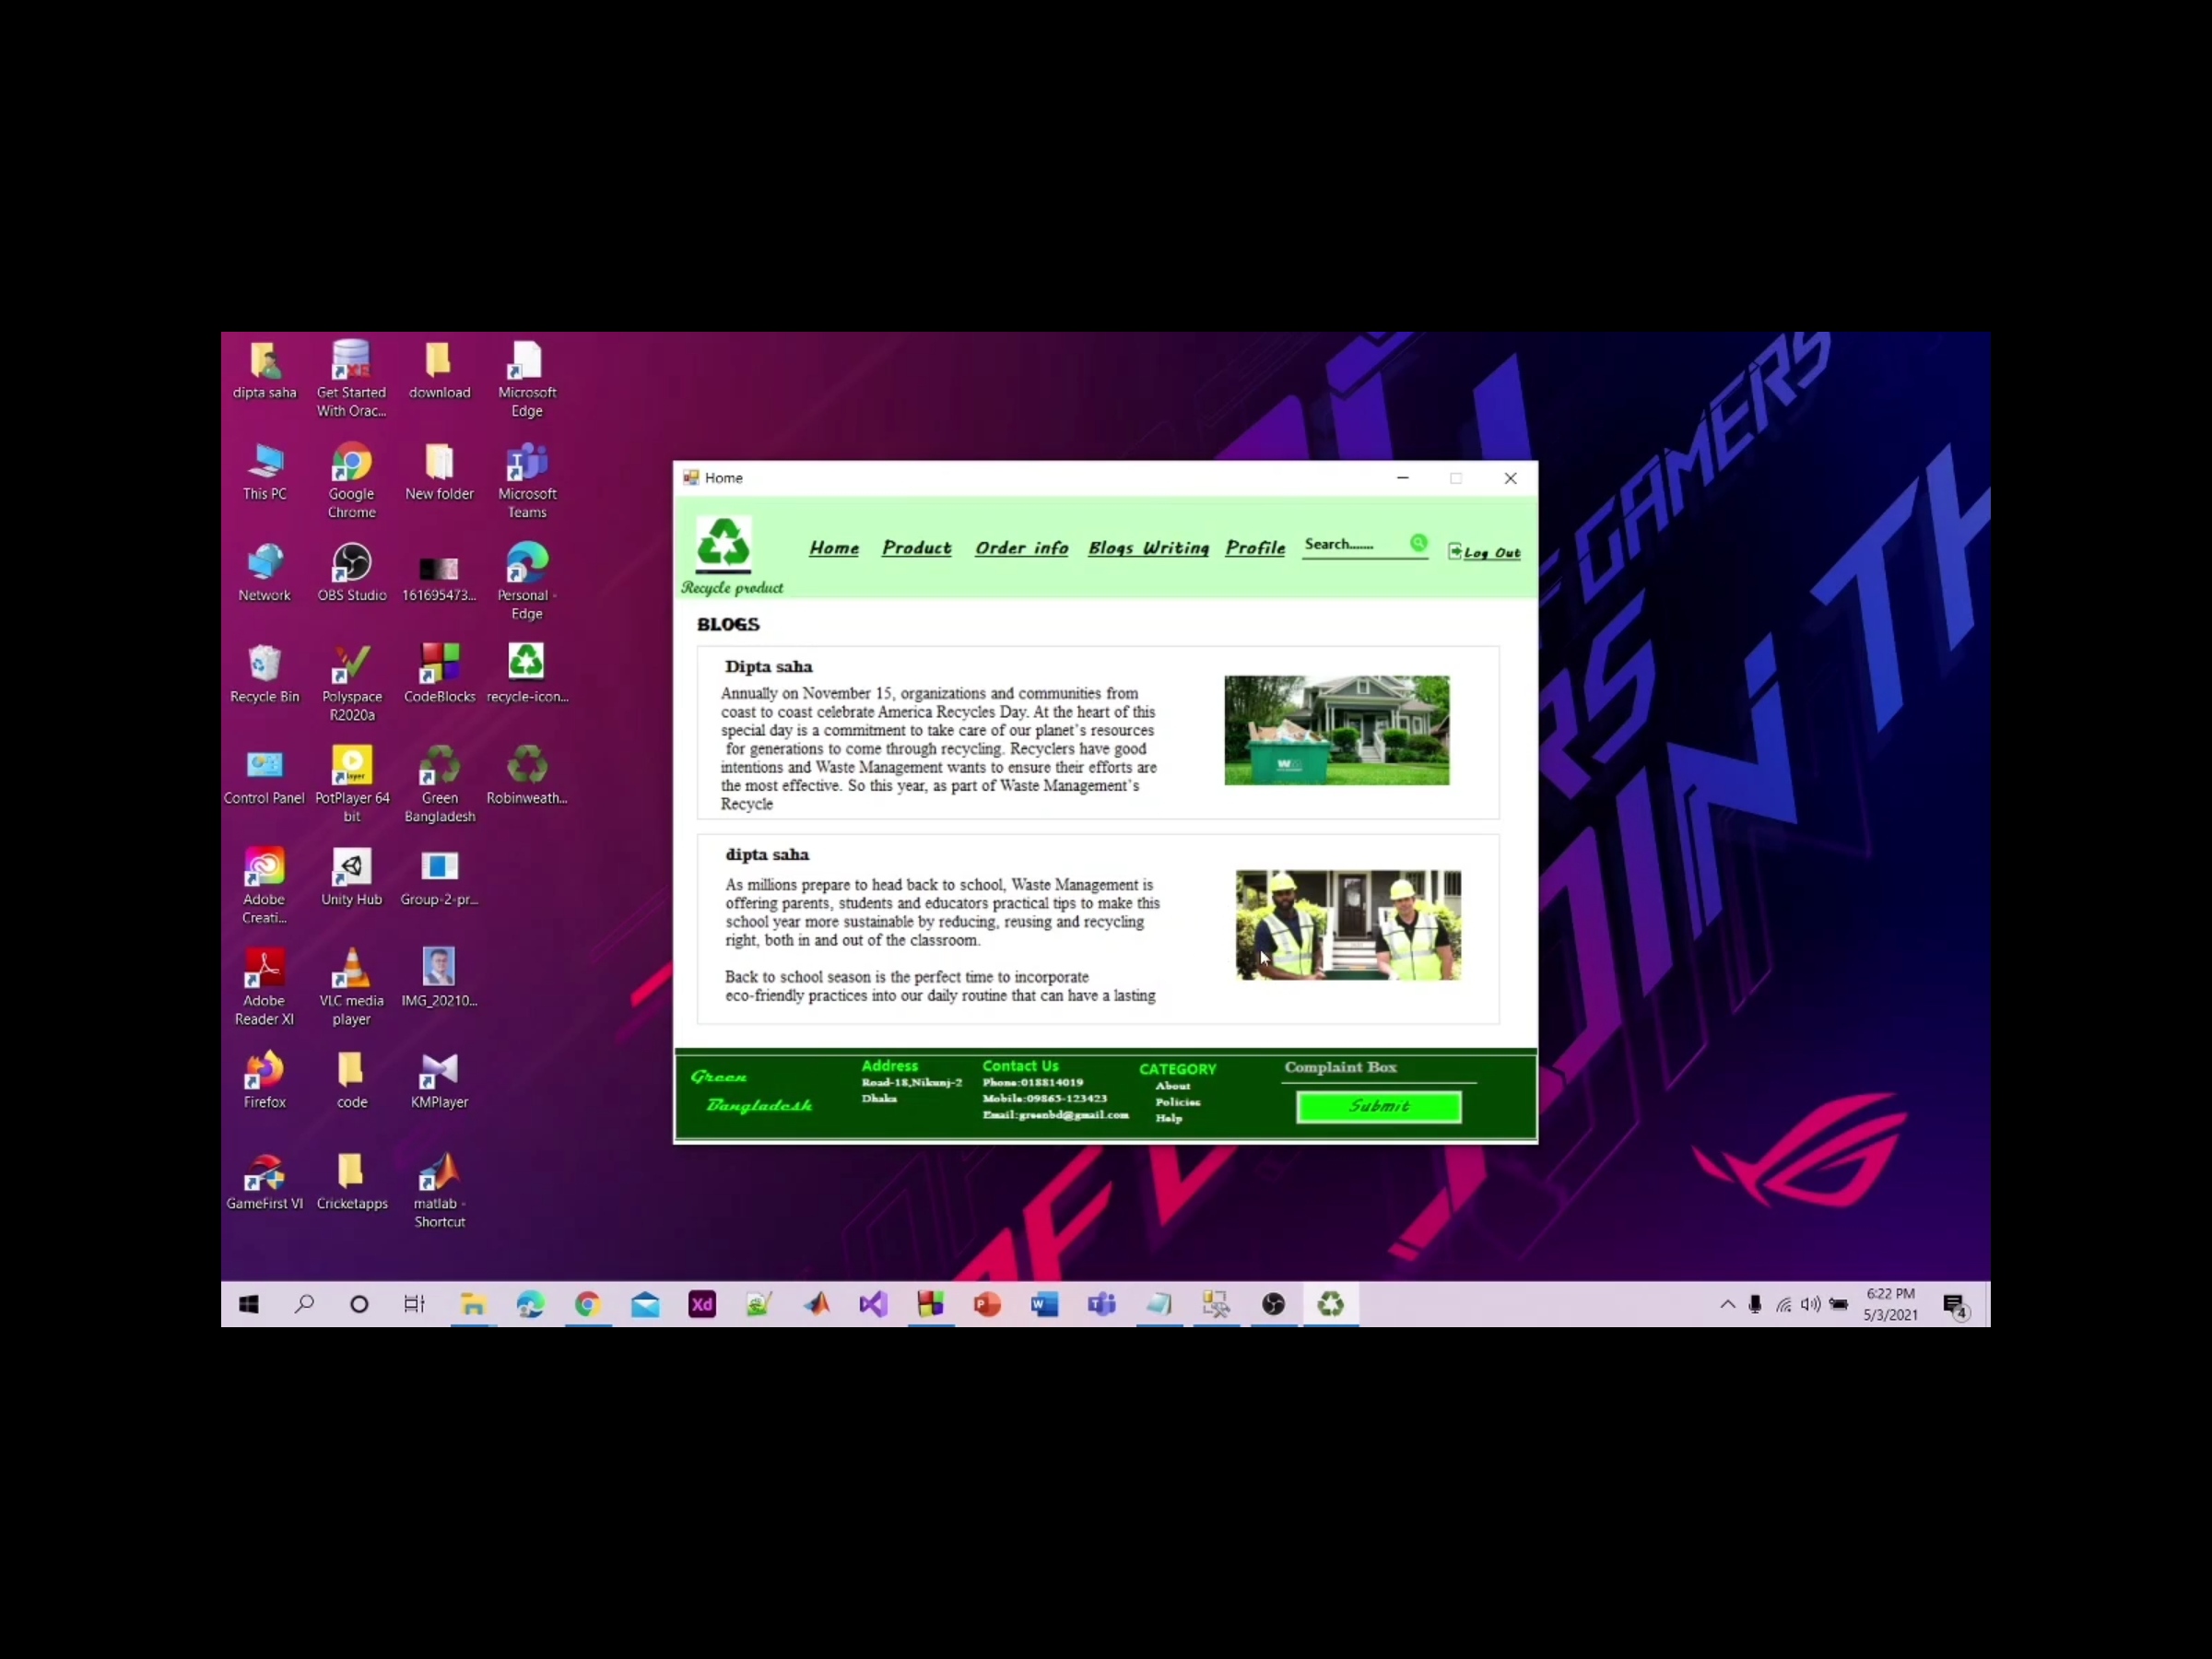 dipta saha
Get Started
With Orac...
download
Microsoft
Edge
This PC
Google
Chrome
New folder
Microsoft
Teams
Network
OBS Studio
161695473...
Personal -
Edge
Recycle Bin
Polyspace
R2020a
CodeBlocks
recycle-icon...
Control Panel
PotPlayer 64
bit
Green
Bangladesh
Robinweath...
Adobe
Creati...
Unity Hub
Group-2-pr...
Adobe
Reader XI
VLC media
player
IMG_20210...
Firefox
code
KMPlayer
GameFirst VI
Cricketapps
matlab -
Shortcut
Home
Recycle product
Home
Product
Order info
Blogs Writing
Profile
Search.......
Log Out
BLOGS
Dipta saha
Annually on November 15, organizations and communities from
coast to coast celebrate America Recycles Day. At the heart of this
special day is a commitment to take care of our planet's resources
for generations to come through recycling. Recyclers have good
intentions and Waste Management wants to ensure their efforts are
the most effective. So this year, as part of Waste Management's
Recycle
dipta saha
As millions prepare to head back to school, Waste Management is
offering parents, students and educators practical tips to make this
school year more sustainable by reducing, reusing and recycling
right, both in and out of the classroom.
Back to school season is the perfect time to incorporate
eco-friendly practices into our daily routine that can have a lasting
Green
Bangladesh
Address
Road-18,Nikunj-2
Dhaka
Contact Us
Phone:018814019
Mobile:09865-123423
Email:greenbd@gmail.com
CATEGORY
About
Policies
Help
Complaint Box
Submit
GAMERS
6:22 PM
5/3/2021
4